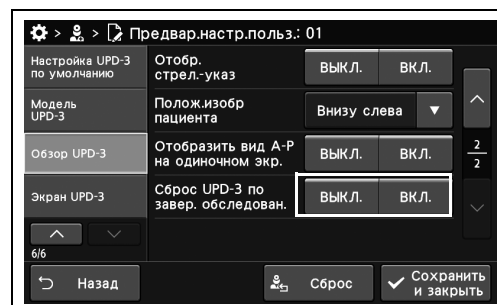 > > Предвар.настр.польз.: 01
Настройка UPD-3
по умолчанию
Модель
UPD-3
Обзор UPD-3
Экран UPD-3
6/6
Отобр.
стрел.-указ
ВЫКЛ. ВКЛ.
Полож.изобр
пациента
Внизу слева ▼
Отобразить вид А-Р
на одиночном экр.
ВЫКЛ. ВКЛ.
Сброс UPD-3 по
завер. обследован.
ВЫКЛ. ВКЛ.
2
2
Назад
Сброс
Сохранить
и закрыть